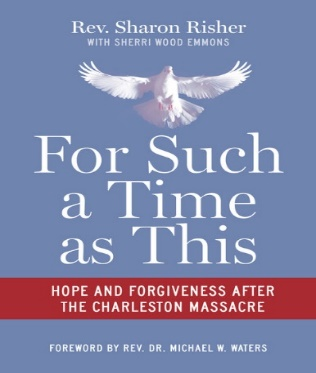 Rev. Sharon Risher
WITH SHERRI WOOD EMMONS
For Such
a Time
as This
HOPE AND FORGIVENESS AFTER
THE CHARLESTON MASSACRE
FOREWORD BY REV. DR. MICHAEL W. WATERS